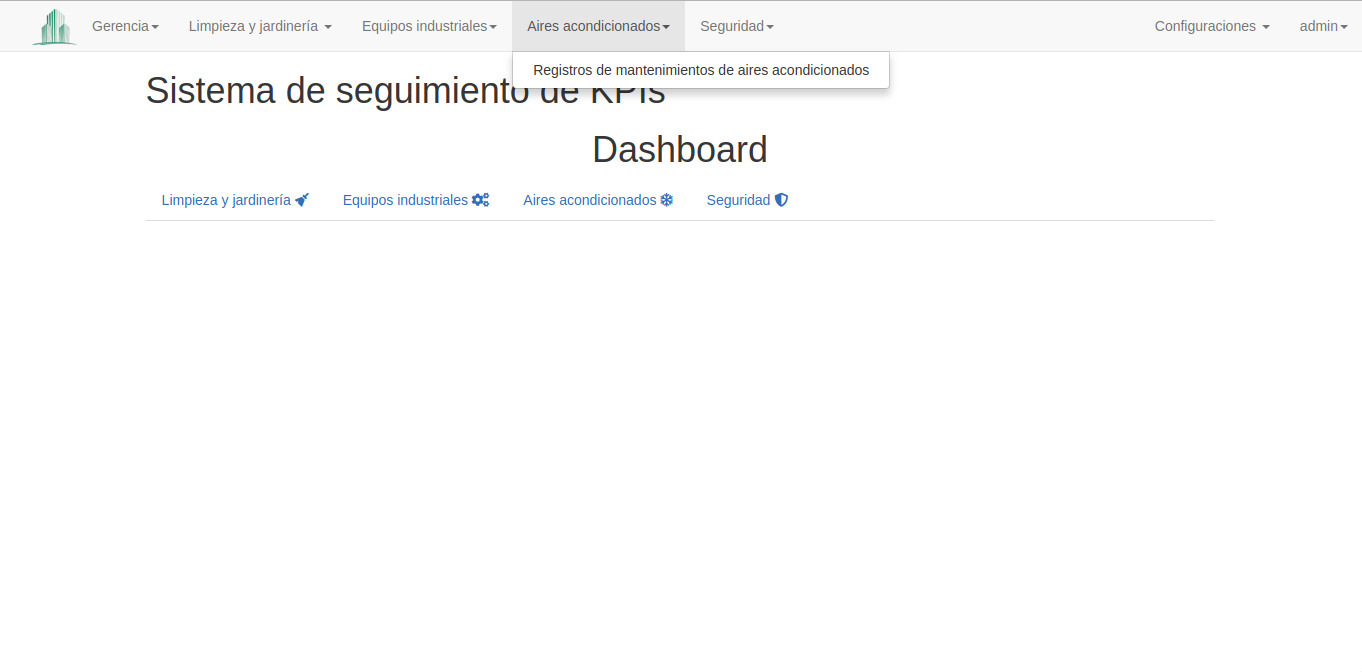 Gerencia Limpieza y jardinería Equipos industriales Aires acondicionados Seguridad Configuraciones admin
Registros de mantenimientos de aires acondicionados
Sistema de seguimiento de KPIs
Dashboard
Limpieza y jardinería Equipos industriales Aires acondicionados Seguridad